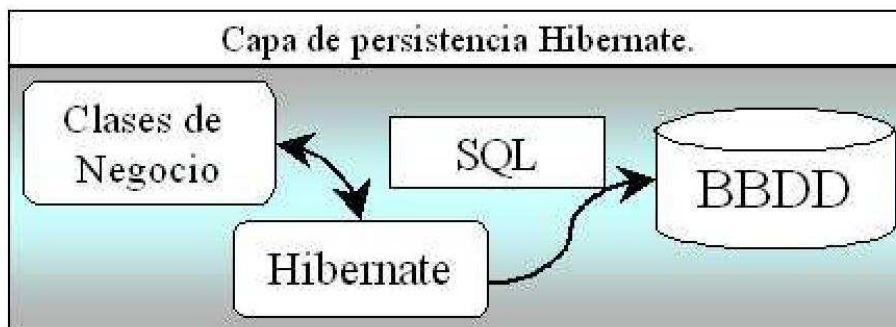 Capa de persistencia Hibernate.
Clases de
Negocio
SQL
BBDD
Hibernate